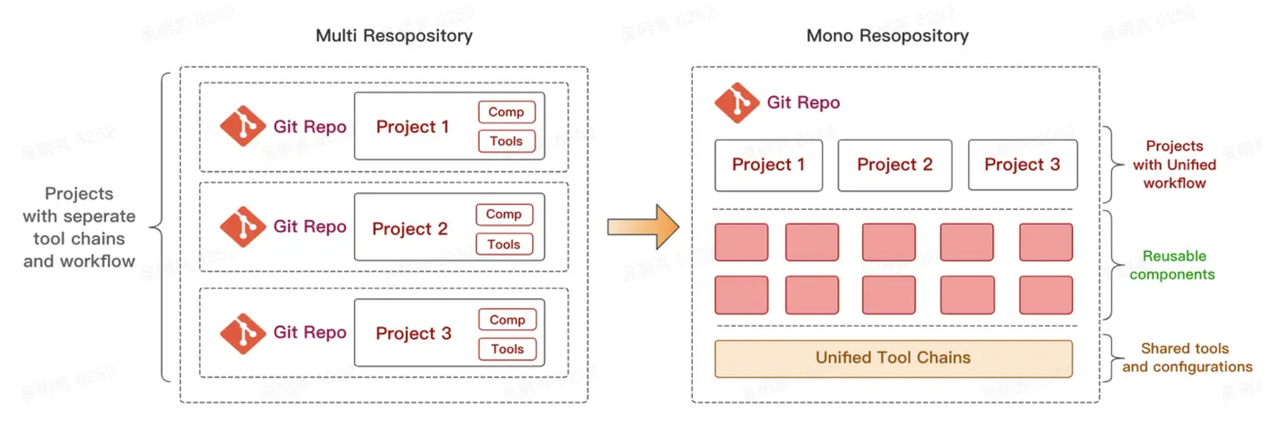 Multi Resopository
Projects
with seperate
tool chains
and workflow
Git Repo
Project 1
Comp
Tools
Git Repo
Project 2
Comp
Tools
Git Repo
Project 3
Comp
Tools
Mono Resopository
Git Repo
Project 1
Project 2
Project 3
Projects
with Unified
workflow
Reusable
components
Unified Tool Chains
Shared tools
and configurations